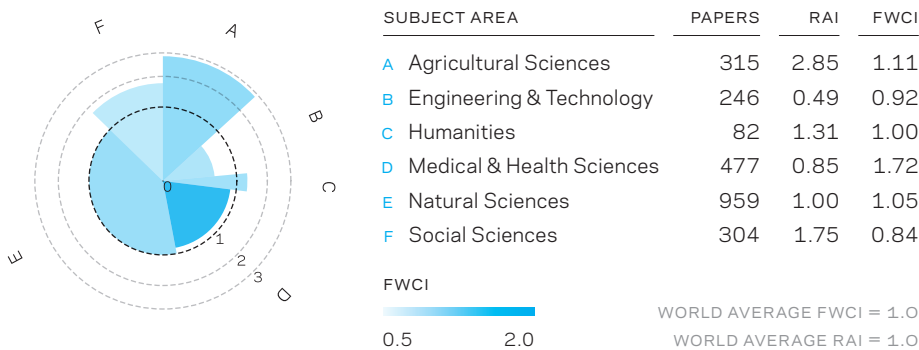 F
A
B
C
D
E
0
1
2
3
SUBJECT AREA PAPERS RAI FWCI
A Agricultural Sciences 315 2.85 1.11
B Engineering & Technology 246 0.49 0.92
C Humanities 82 1.31 1.00
D Medical & Health Sciences 477 0.85 1.72
E Natural Sciences 959 1.00 1.05
F Social Sciences 304 1.75 0.84
FWCI
0.5 2.0
WORLD AVERAGE FWCI = 1.0
WORLD AVERAGE RAI = 1.0